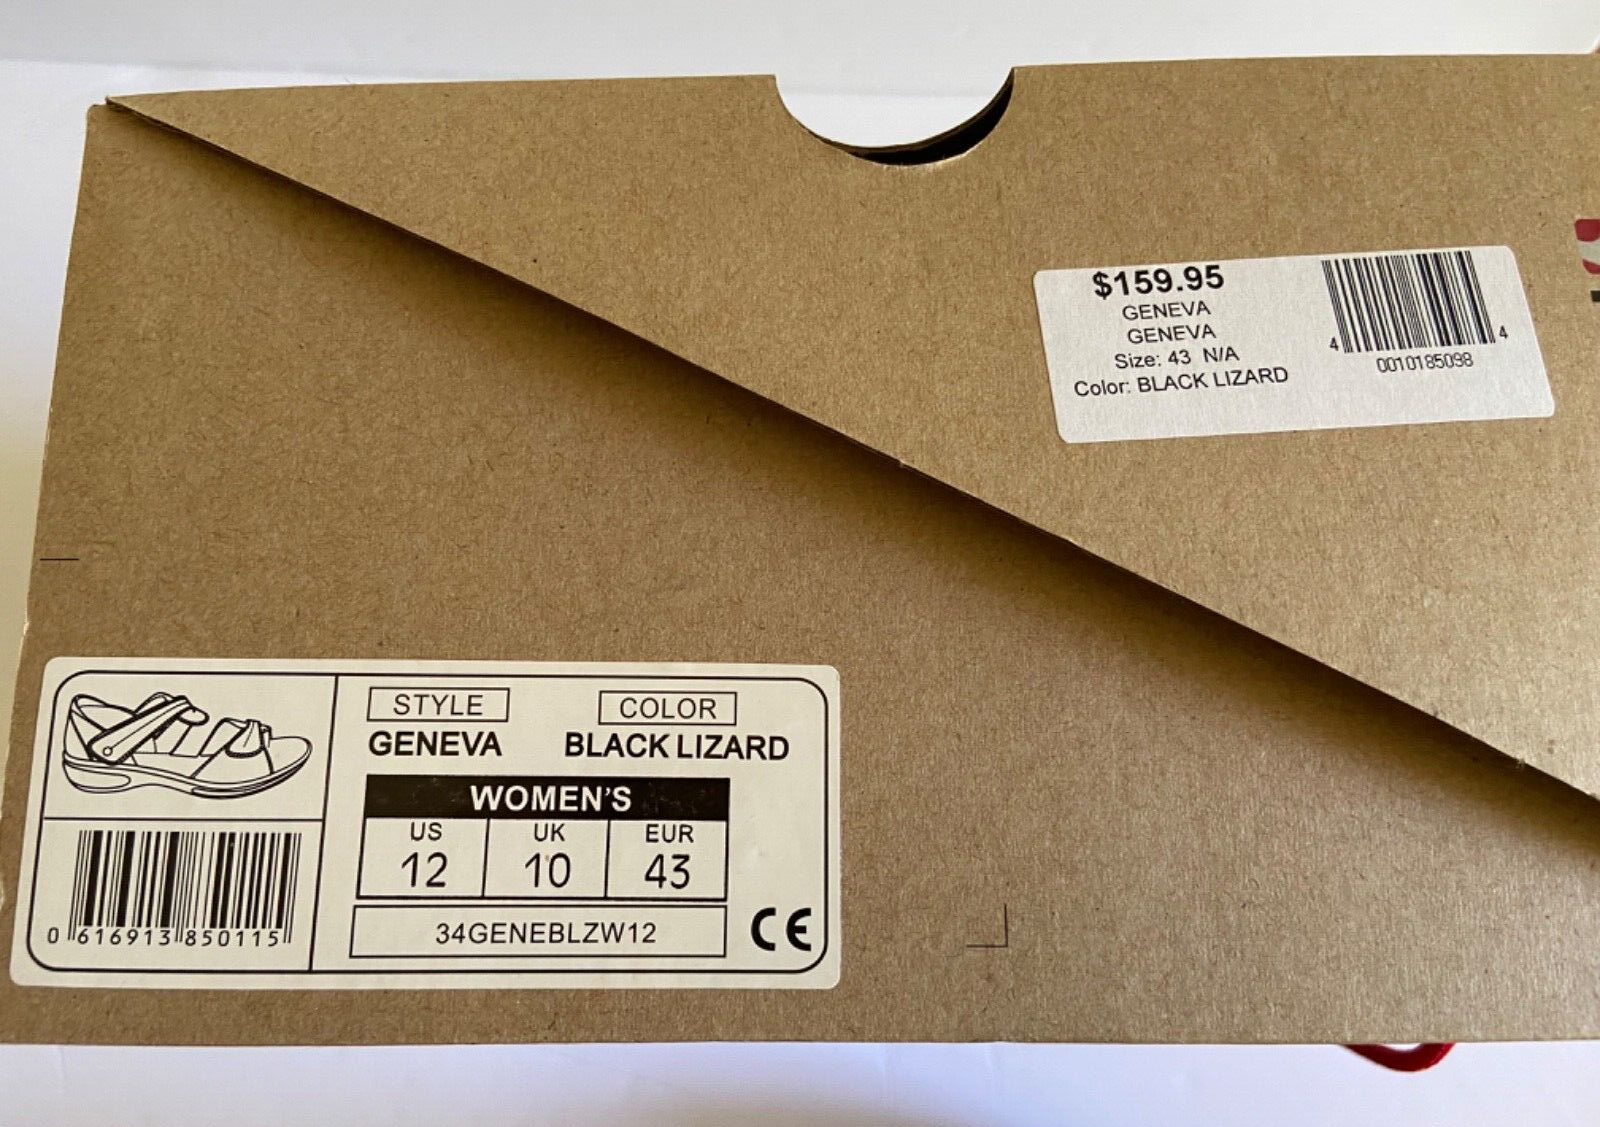 $159.95
GENEVA
GENEVA
Size: 43 N/A
Color: BLACK LIZARD
4 0010185098 4
STYLE COLOR
GENEVA BLACK LIZARD
WOMEN'S
US UK EUR
12 10 43
34GENEBLZW12
CE
0 616913 850115